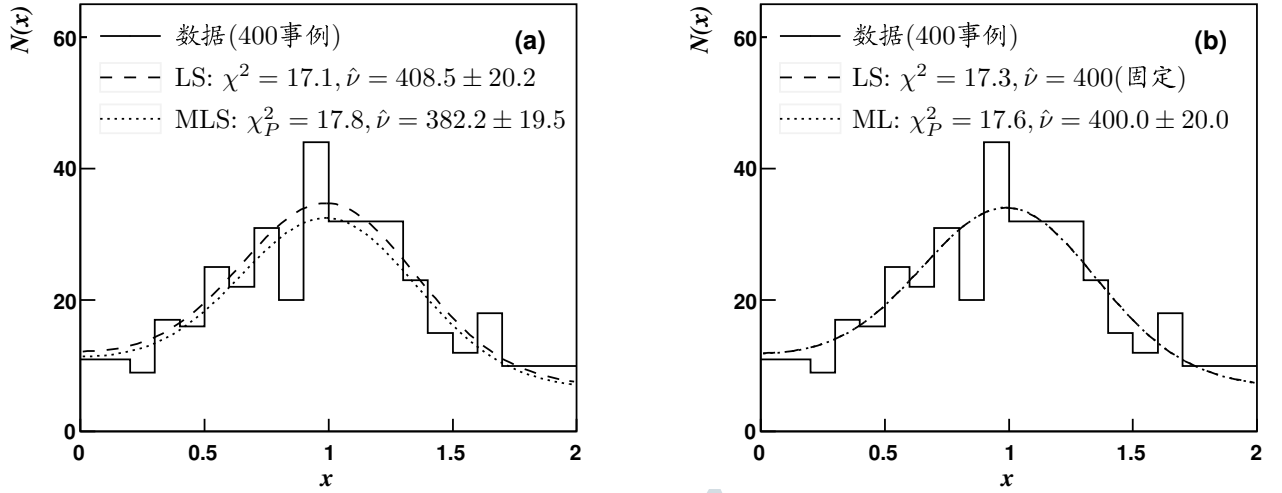 N(x)
60
40
20
0
数据(400事例)
(a)
LS: χ² = 17.1, ν̂ = 408.5 ± 20.2
MLS: χ²_P = 17.8, ν̂ = 382.2 ± 19.5
0 0.5 1 1.5 2
x
N(x)
60
40
20
0
数据(400事例)
(b)
LS: χ² = 17.3, ν̂ = 400(固定)
ML: χ²_P = 17.6, ν̂ = 400.0 ± 20.0
0 0.5 1 1.5 2
x